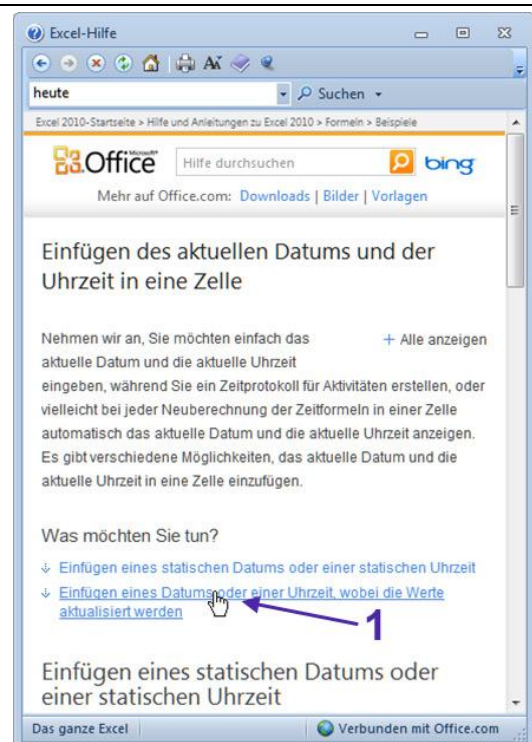 Excel-Hilfe
heute
Suchen
Excel 2010-Startseite > Hilfe und Anleitungen zu Excel 2010 > Formeln > Beispiele
Microsoft
Office
Hilfe durchsuchen
bing
Mehr auf Office.com: Downloads | Bilder | Vorlagen
Einfügen des aktuellen Datums und der
Uhrzeit in eine Zelle
Nehmen wir an, Sie möchten einfach das
+ Alle anzeigen
aktuelle Datum und die aktuelle Uhrzeit
eingeben, während Sie ein Zeitprotokoll für Aktivitäten erstellen, oder
vielleicht bei jeder Neuberechnung der Zeitformeln in einer Zelle
automatisch das aktuelle Datum und die aktuelle Uhrzeit anzeigen.
Es gibt verschiedene Möglichkeiten, das aktuelle Datum und die
aktuelle Uhrzeit in eine Zelle einzufügen.
Was möchten Sie tun?
Einfügen eines statischen Datums oder einer statischen Uhrzeit
Einfügen eines Datums oder einer Uhrzeit, wobei die Werte
aktualisiert werden
1
Einfügen eines statischen Datums oder
einer statischen Uhrzeit
Das ganze Excel
Verbunden mit Office.com